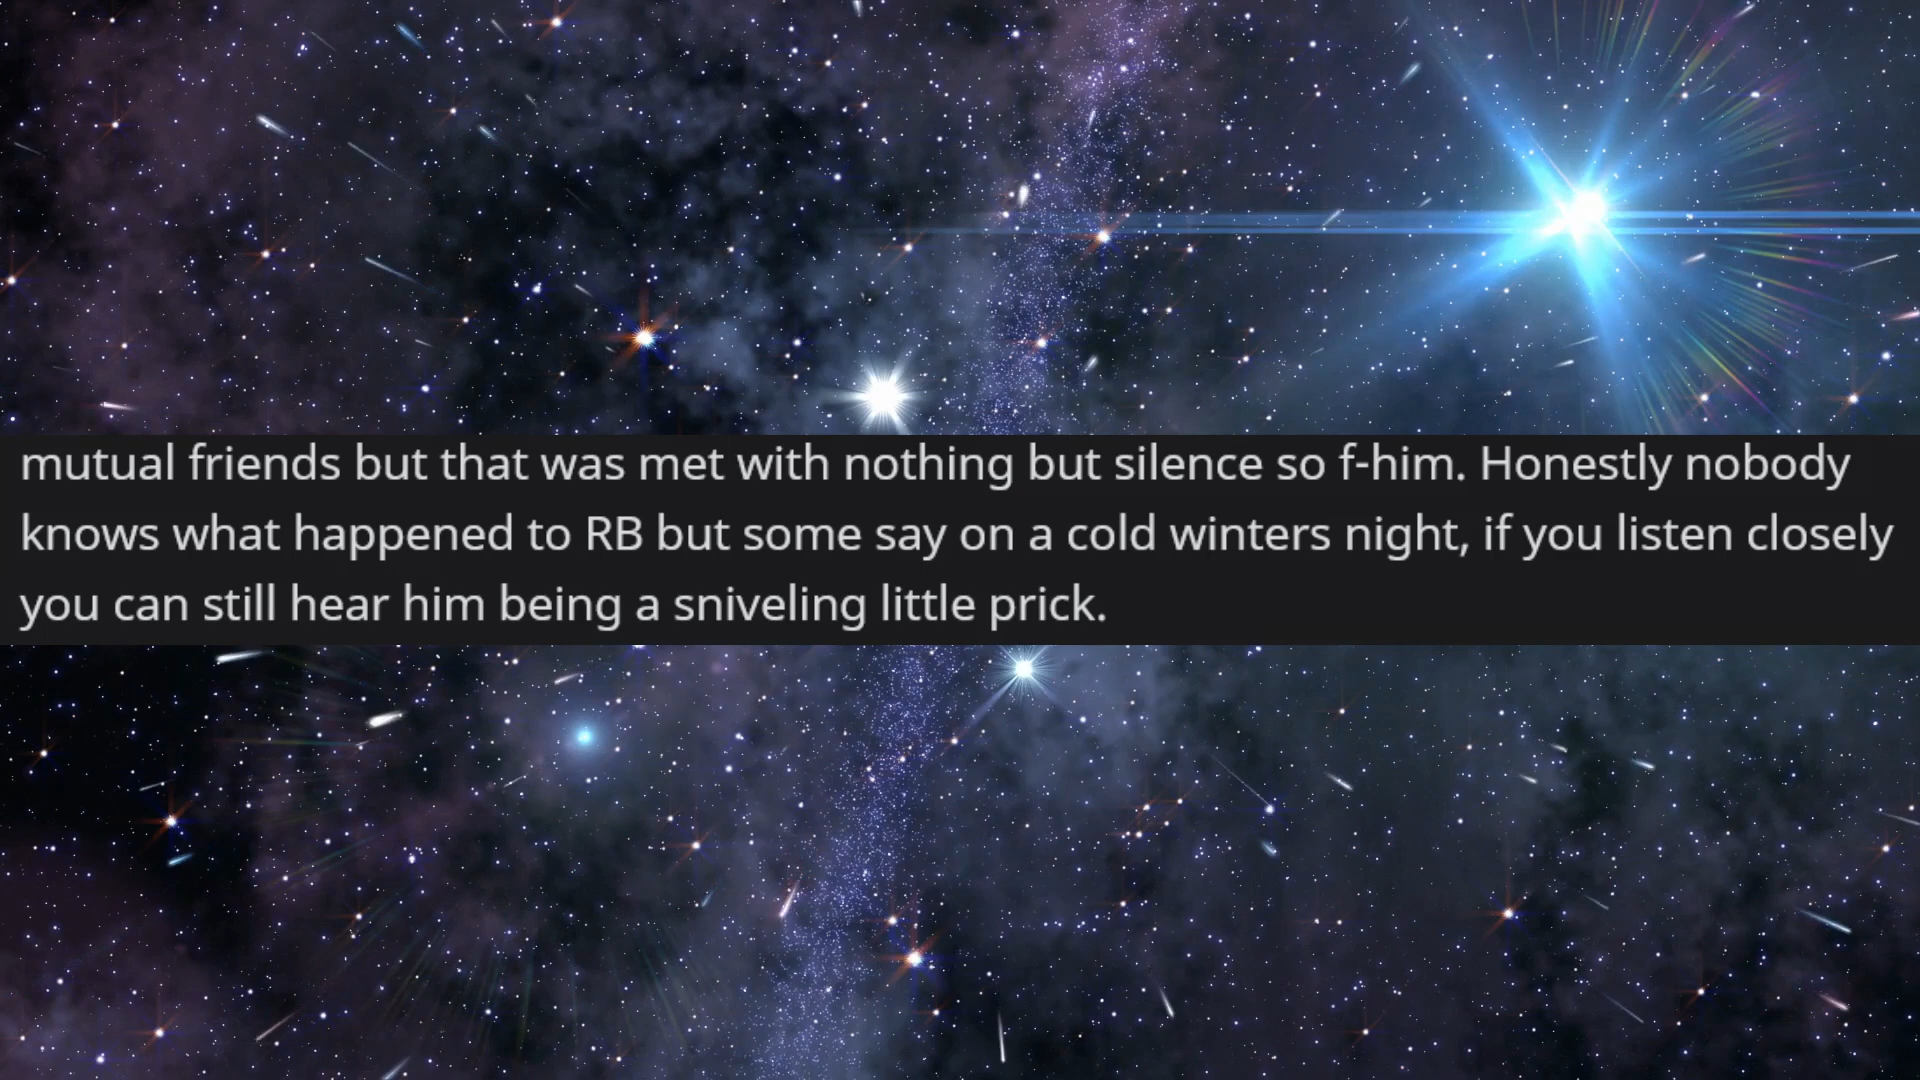 mutual friends but that was met with nothing but silence so f-him. Honestly nobody
knows what happened to RB but some say on a cold winters night, if you listen closely
you can still hear him being a sniveling little prick.